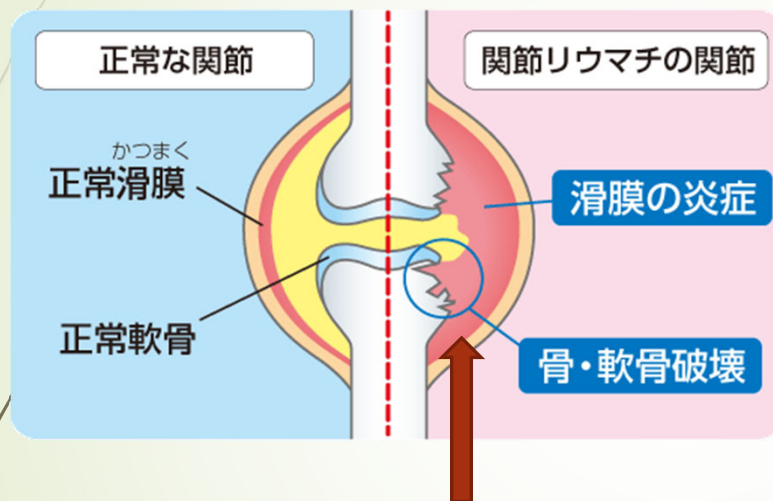 正常な関節
関節リウマチの関節
かつまく
正常滑膜
滑膜の炎症
正常軟骨
骨・軟骨破壊